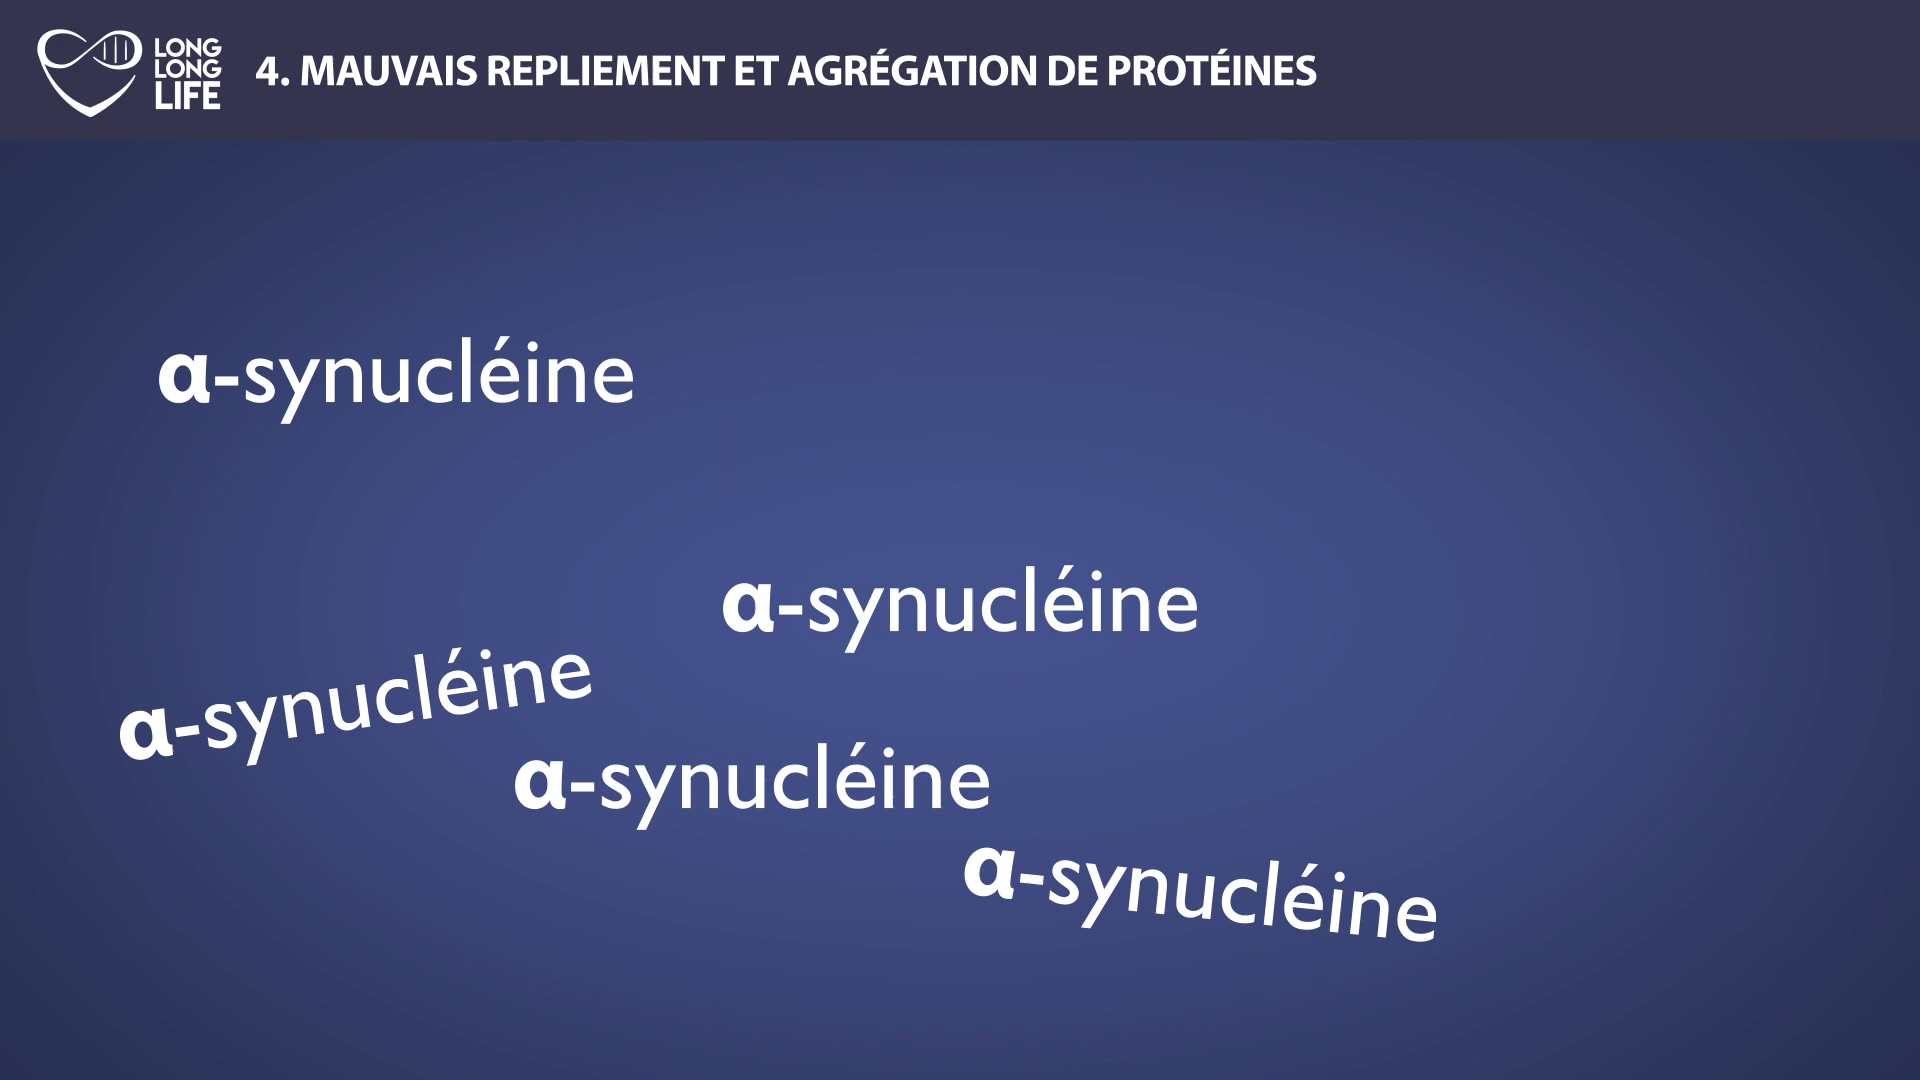 LONG
LONG
LIFE
4. MAUVAIS REPLIEMENT ET AGRÉGATION DE PROTÉINES
α-synucléine
α-synucléine
α-synucléine
α-synucléine
α-synucléine